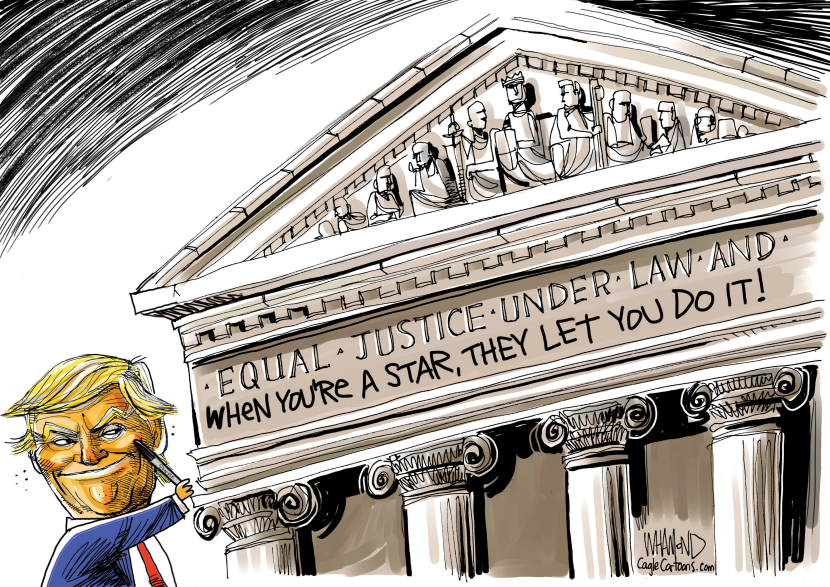 · EQUAL · JUSTICE · UNDER · LAW · AND ·
WHEN YOU'Re A STAR, THEY LET YOU DO IT!
WHAMOND
CagleCartoons.com